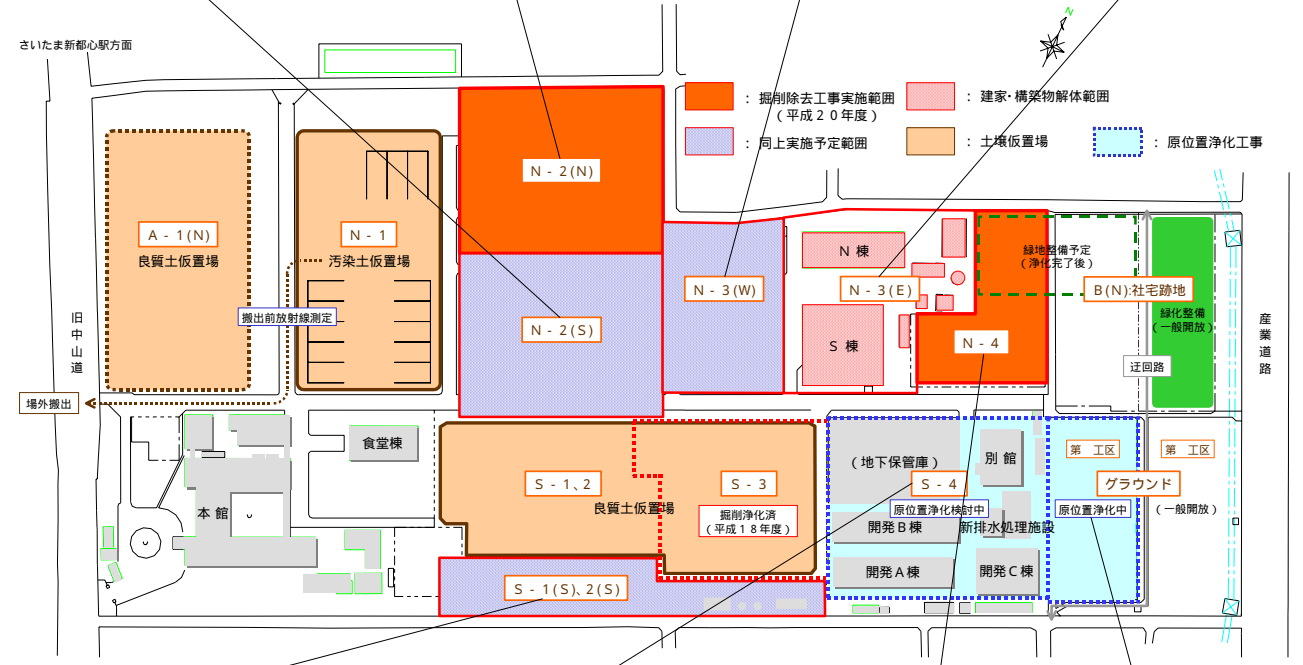 さいたま新都心駅方面
N
：掘削除去工事実施範囲
（平成２０年度）
：建家・構築物解体範囲
：同上実施予定範囲
：土壌仮置場
：原位置浄化工事
N - 2(N)
A - 1(N)
良質土仮置場
N - 1
汚染土仮置場
N 棟
緑地整備予定
（浄化完了後）
N - 3(W)
N - 3(E)
B(N):社宅跡地
搬出前放射線測定
N - 2(S)
緑化整備
（一般開放）
旧中山道
産業道路
S 棟
N - 4
迂回路
場外搬出
食堂棟
（地下保管庫）
別館
第　工区
第　工区
S - 1、2
S - 3
S - 4
グラウンド
本館
良質土仮置場
掘削浄化済
（平成１８年度）
原位置浄化検討中
原位置浄化中
（一般開放）
開発Ｂ棟
新排水処理施設
開発Ａ棟
開発Ｃ棟
S - 1(S)、2(S)